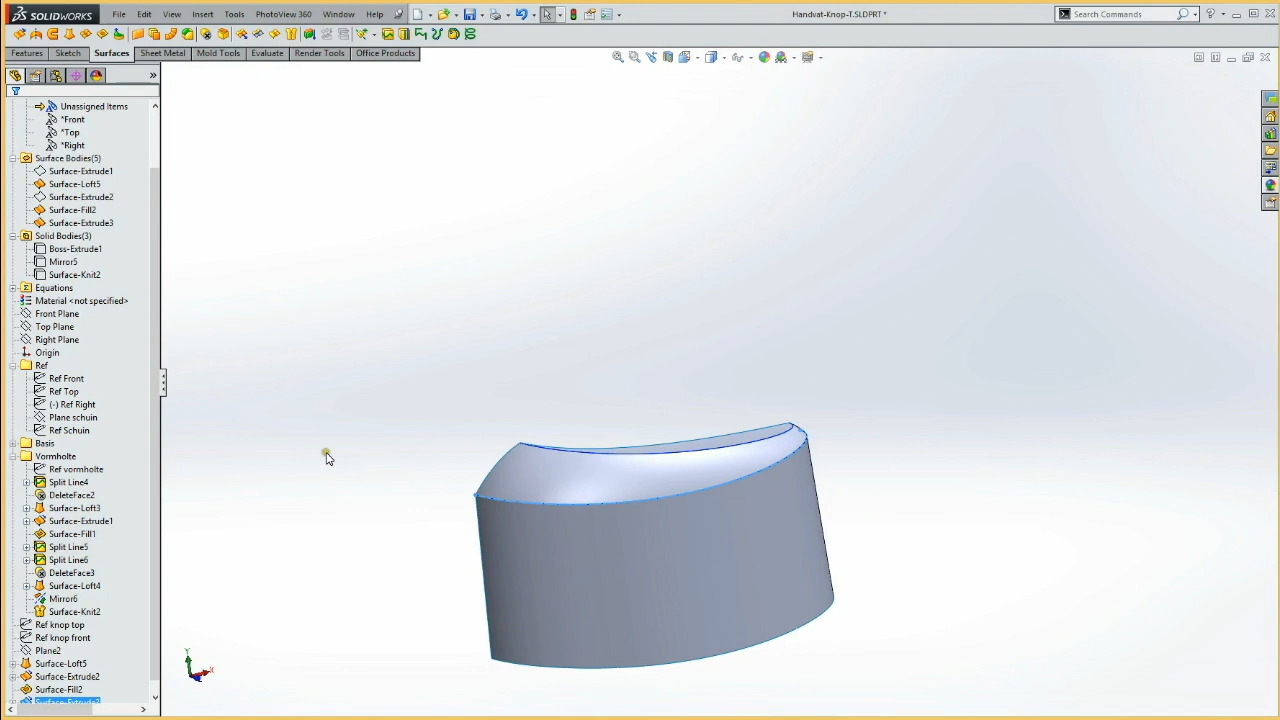 SOLIDWORKS File Edit View Insert Tools PhotoView 360 Window Help Handvat-Knop-T.SLDPRT * Search Commands
Features Sketch Surfaces Sheet Metal Mold Tools Evaluate Render Tools Office Products
Unassigned Items
*Front
*Top
*Right
Surface Bodies(5)
Surface-Extrude1
Surface-Loft5
Surface-Extrude2
Surface-Fill2
Surface-Extrude3
Solid Bodies(3)
Boss-Extrude1
Mirror5
Surface-Knit2
Equations
Material <not specified>
Front Plane
Top Plane
Right Plane
Origin
Ref
Ref Front
Ref Top
(-) Ref Right
Plane schuin
Ref Schuin
Basis
Vormholte
Ref vormholte
Split Line4
DeleteFace2
Surface-Loft3
Surface-Extrude1
Surface-Fill1
Split Line5
Split Line6
DeleteFace3
Surface-Loft4
Mirror6
Surface-Knit2
Ref knop top
Ref knop front
Plane2
Surface-Loft5
Surface-Extrude2
Surface-Fill2
Surface-Extrude3
Y
X